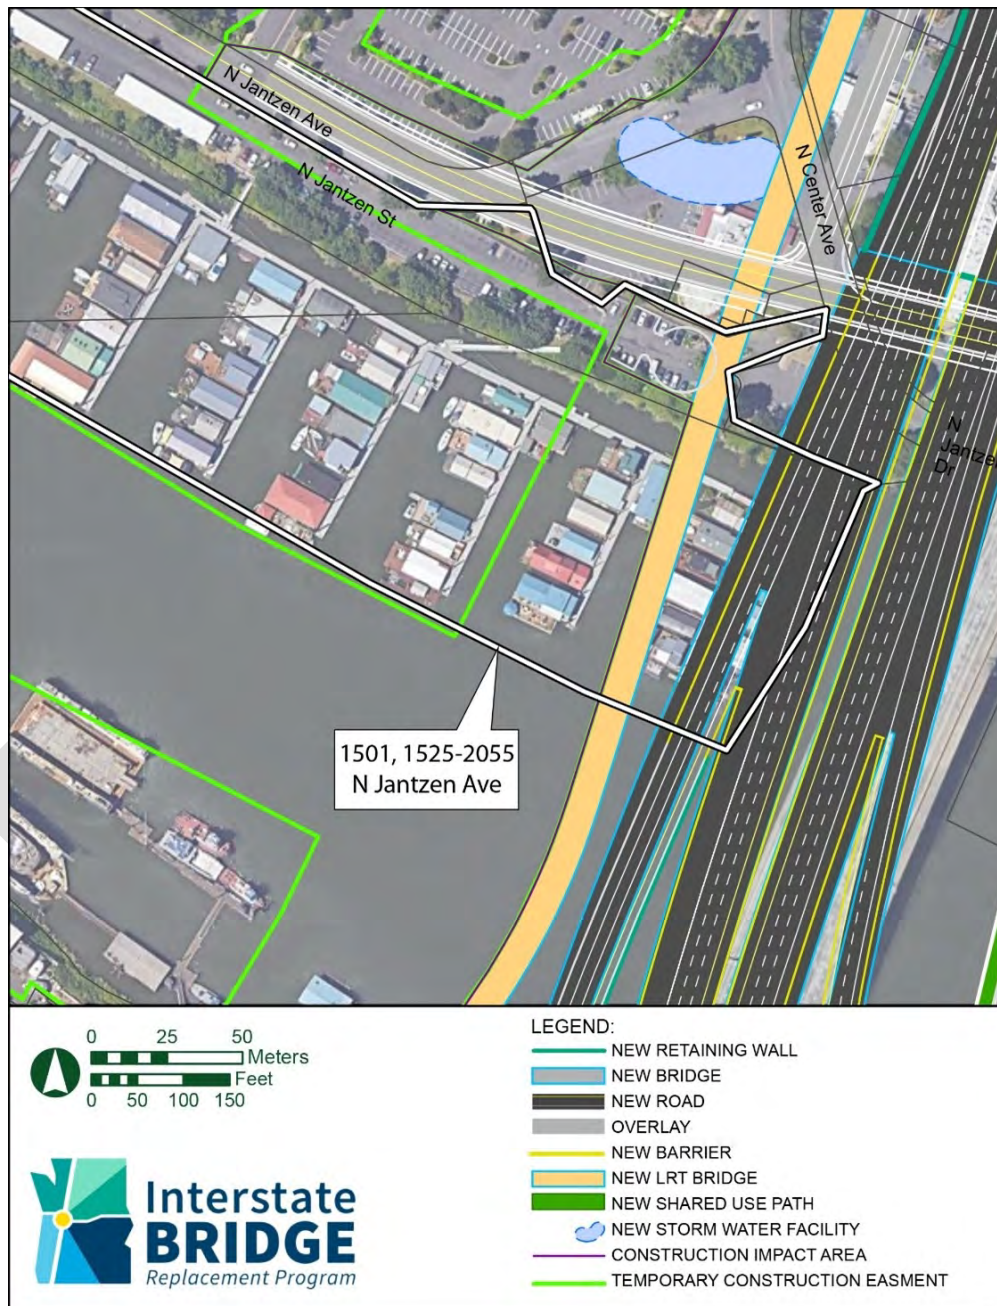 N Jantzen Ave
N Jantzen St
N Center Ave
N
Jantze
Dr
1501, 1525-2055
N Jantzen Ave
0 25 50
Meters
Feet
0 50 100 150
Interstate
BRIDGE
Replacement Program
LEGEND:
NEW RETAINING WALL
NEW BRIDGE
NEW ROAD
OVERLAY
NEW BARRIER
NEW LRT BRIDGE
NEW SHARED USE PATH
NEW STORM WATER FACILITY
CONSTRUCTION IMPACT AREA
TEMPORARY CONSTRUCTION EASMENT